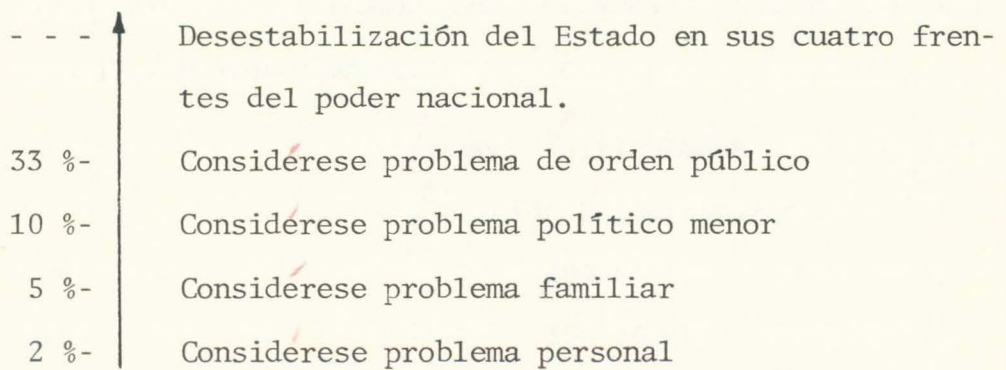 - - - Desestabilización del Estado en sus cuatro fren-
tes del poder nacional.
33 %- Considérese problema de orden público
10 %- Considérese problema político menor
5 %- Considérese problema familiar
2 %- Considérese problema personal